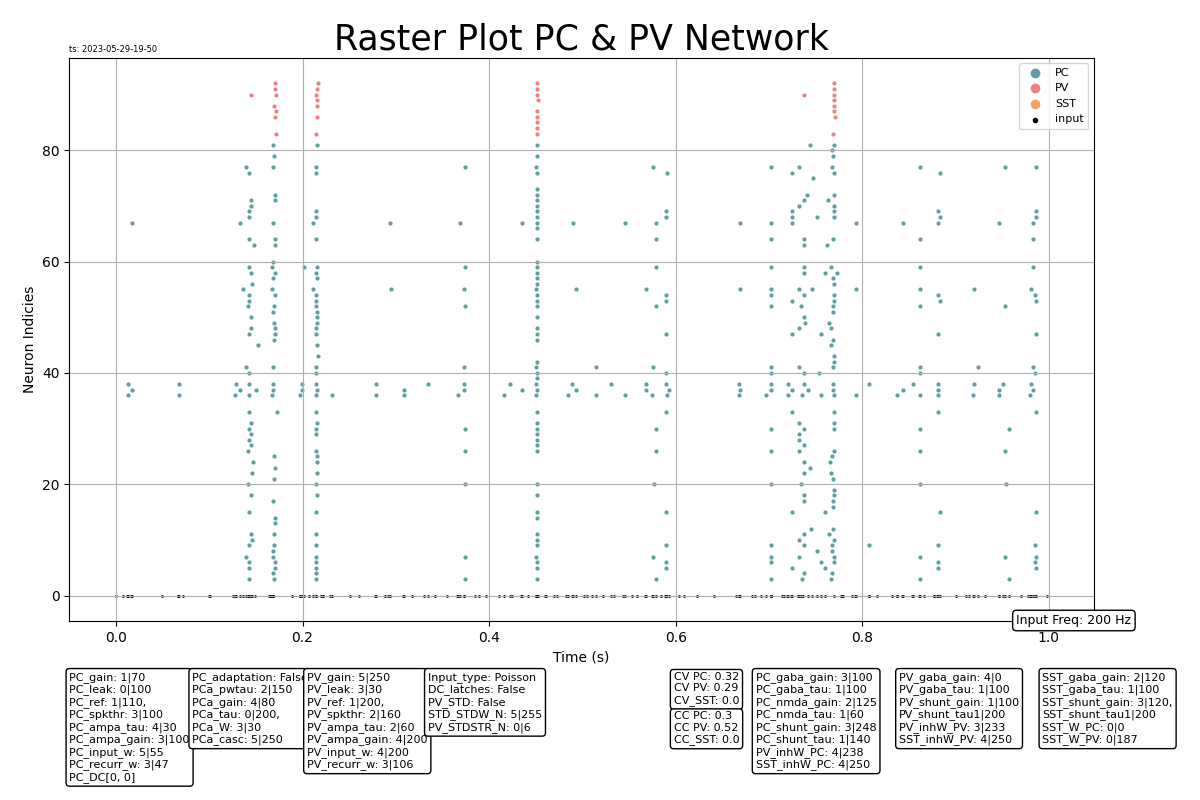 Raster Plot PC & PV Network
ts: 2023-05-29-19-50
PC
PV
SST
input
80
60
40
20
0
Neuron Indicies
0.0
0.2
0.4
0.6
0.8
1.0
Input Freq: 200 Hz
Time (s)
PC_gain: 1|70
PC_leak: 0|100
PC_ref: 1|110,
PC_spkthr: 3|100
PC_ampa_tau: 4|30
PC_ampa_gain: 3|100
PC_input_w: 5|55
PC_recurr_w: 3|47
PC_DC[0, 0]
PC_adaptation: False
PCa_pwtau: 2|150
PCa_gain: 4|80
PCa_tau: 0|200,
PCa_W: 3|30
PCa_casc: 5|250
PV_gain: 5|250
PV_leak: 3|30
PV_ref: 1|200,
PV_spkthr: 2|160
PV_ampa_tau: 2|60
PV_ampa_gain: 4|200
PV_input_w: 4|200
PV_recurr_w: 3|106
Input_type: Poisson
DC_latches: False
PV_STD: False
STD_STDW_N: 5|255
PV_STDSTR_N: 0|6
CV PC: 0.32
CV PV: 0.29
CV_SST: 0.0
CC PC: 0.3
CC PV: 0.52
CC_SST: 0.0
PC_gaba_gain: 3|100
PC_gaba_tau: 1|100
PC_nmda_gain: 2|125
PC_nmda_tau: 1|60
PC_shunt_gain: 3|248
PC_shunt_tau: 1|140
PV_inhW_PC: 4|238
SST_inhW_PC: 4|250
PV_gaba_gain: 4|0
PV_gaba_tau: 1|100
PV_shunt_gain: 1|100
PV_shunt_tau1|200
PV_inhW_PV: 3|233
SST_inhW_PV: 4|250
SST_gaba_gain: 2|120
SST_gaba_tau: 1|100
SST_shunt_gain: 3|120,
SST_shunt_tau1|200
SST_W_PC: 0|0
SST_W_PV: 0|187